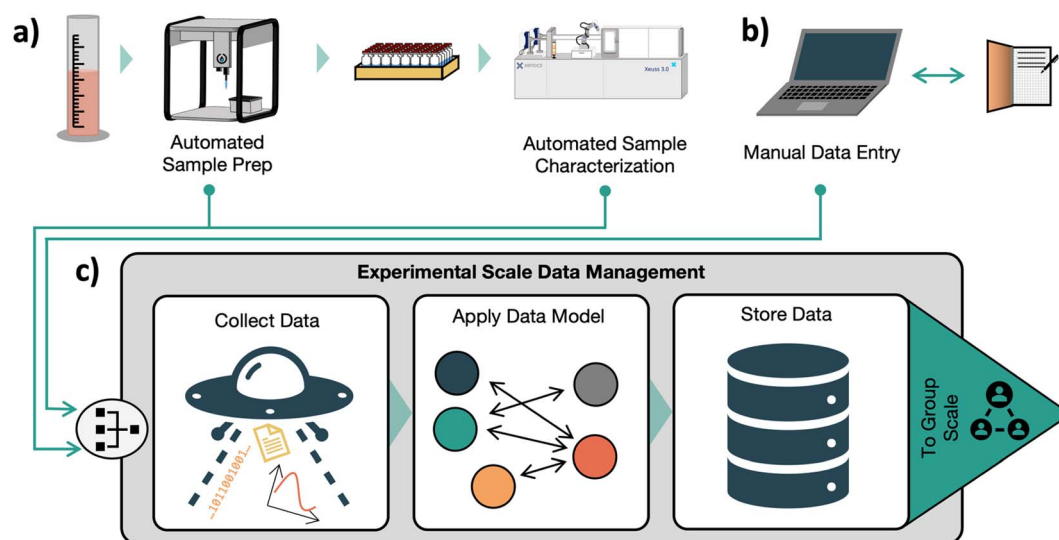 a)
b)
xenocs
Xeuss 3.0
Automated
Sample Prep
Automated Sample
Characterization
Manual Data Entry
c)
Experimental Scale Data Management
Collect Data
Apply Data Model
Store Data
...1011001001...
To Group
Scale